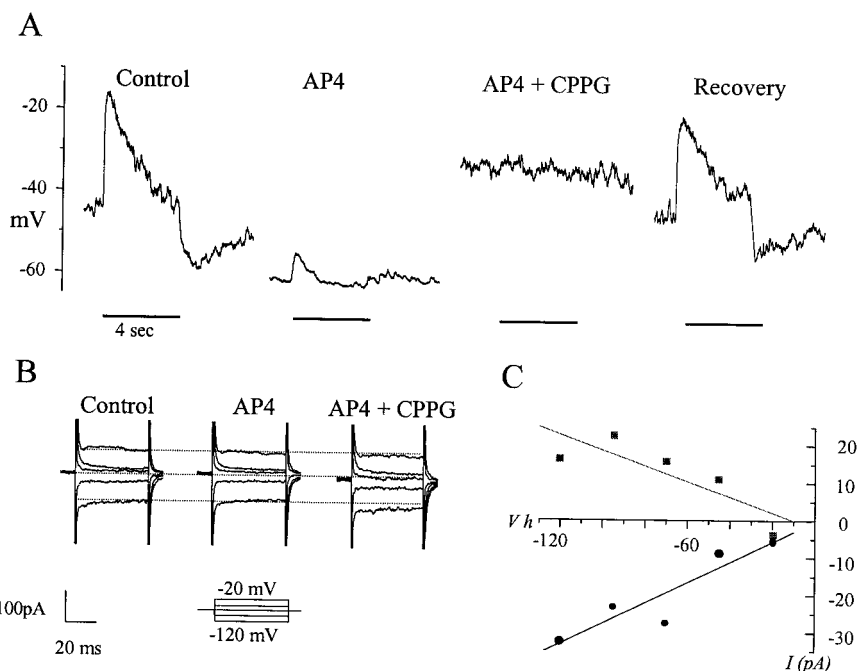 A
Control
AP4
AP4 + CPPG
Recovery
-20
-40
mV
-60
4 sec
B
Control
AP4
AP4 + CPPG
100pA
20 ms
-20 mV
-120 mV
C
V h
-120
-60
20
10
0
-10
-20
-30
I (pA)